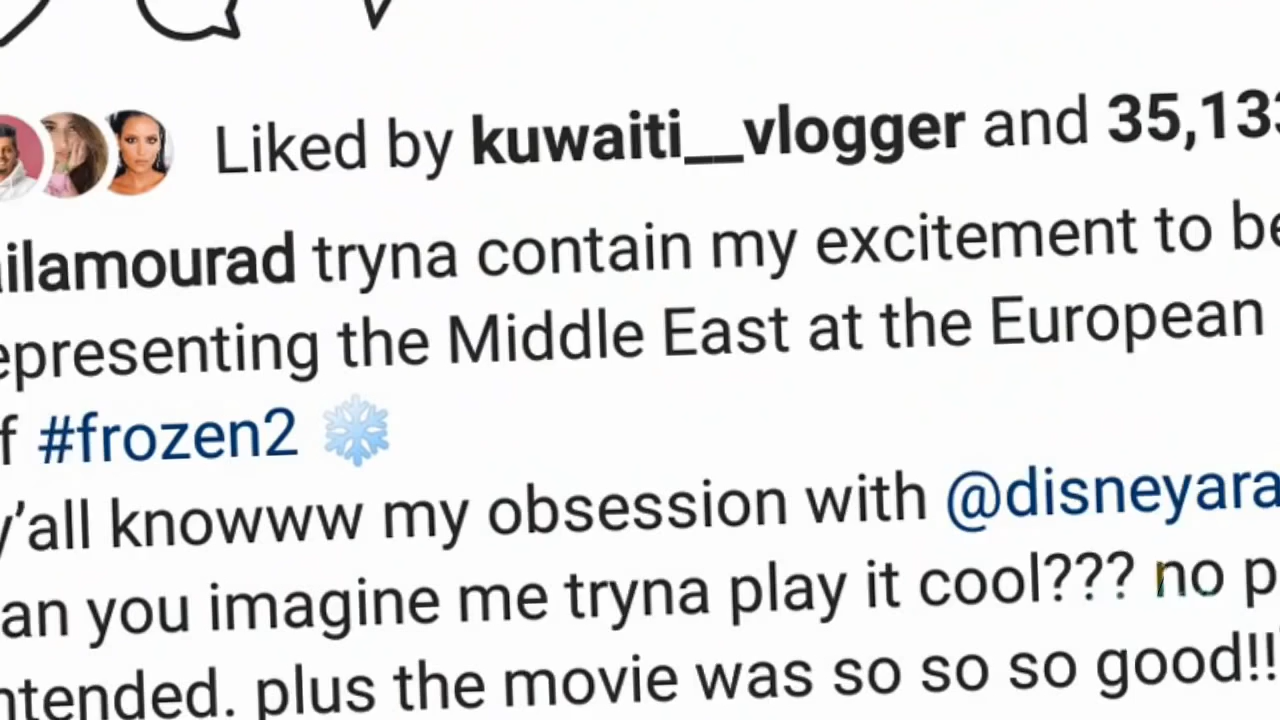 Liked by kuwaiti__vlogger and 35,133
ilamourad tryna contain my excitement to be
epresenting the Middle East at the European
f #frozen2 ❄️
y'all knowww my obsession with @disneyara
an you imagine me tryna play it cool??? no p
ntended. plus the movie was so so so good!!